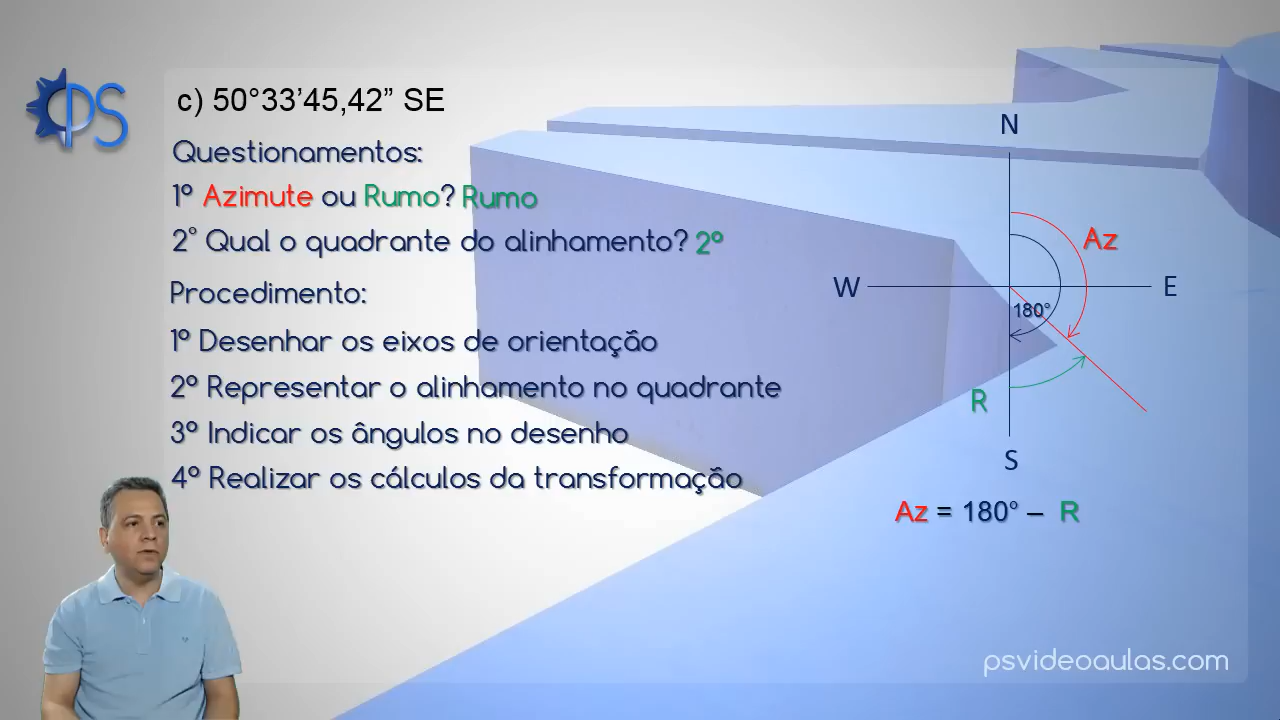 PS
c) 50°33’45,42” SE
Questionamentos:
1º Azimute ou Rumo? Rumo
2° Qual o quadrante do alinhamento? 2º
Procedimento:
1º Desenhar os eixos de orientação
2º Representar o alinhamento no quadrante
3º Indicar os ângulos no desenho
4º Realizar os cálculos da transformação
N
Az
W
E
180°
R
S
Az = 180° – R
psvideoaulas.com